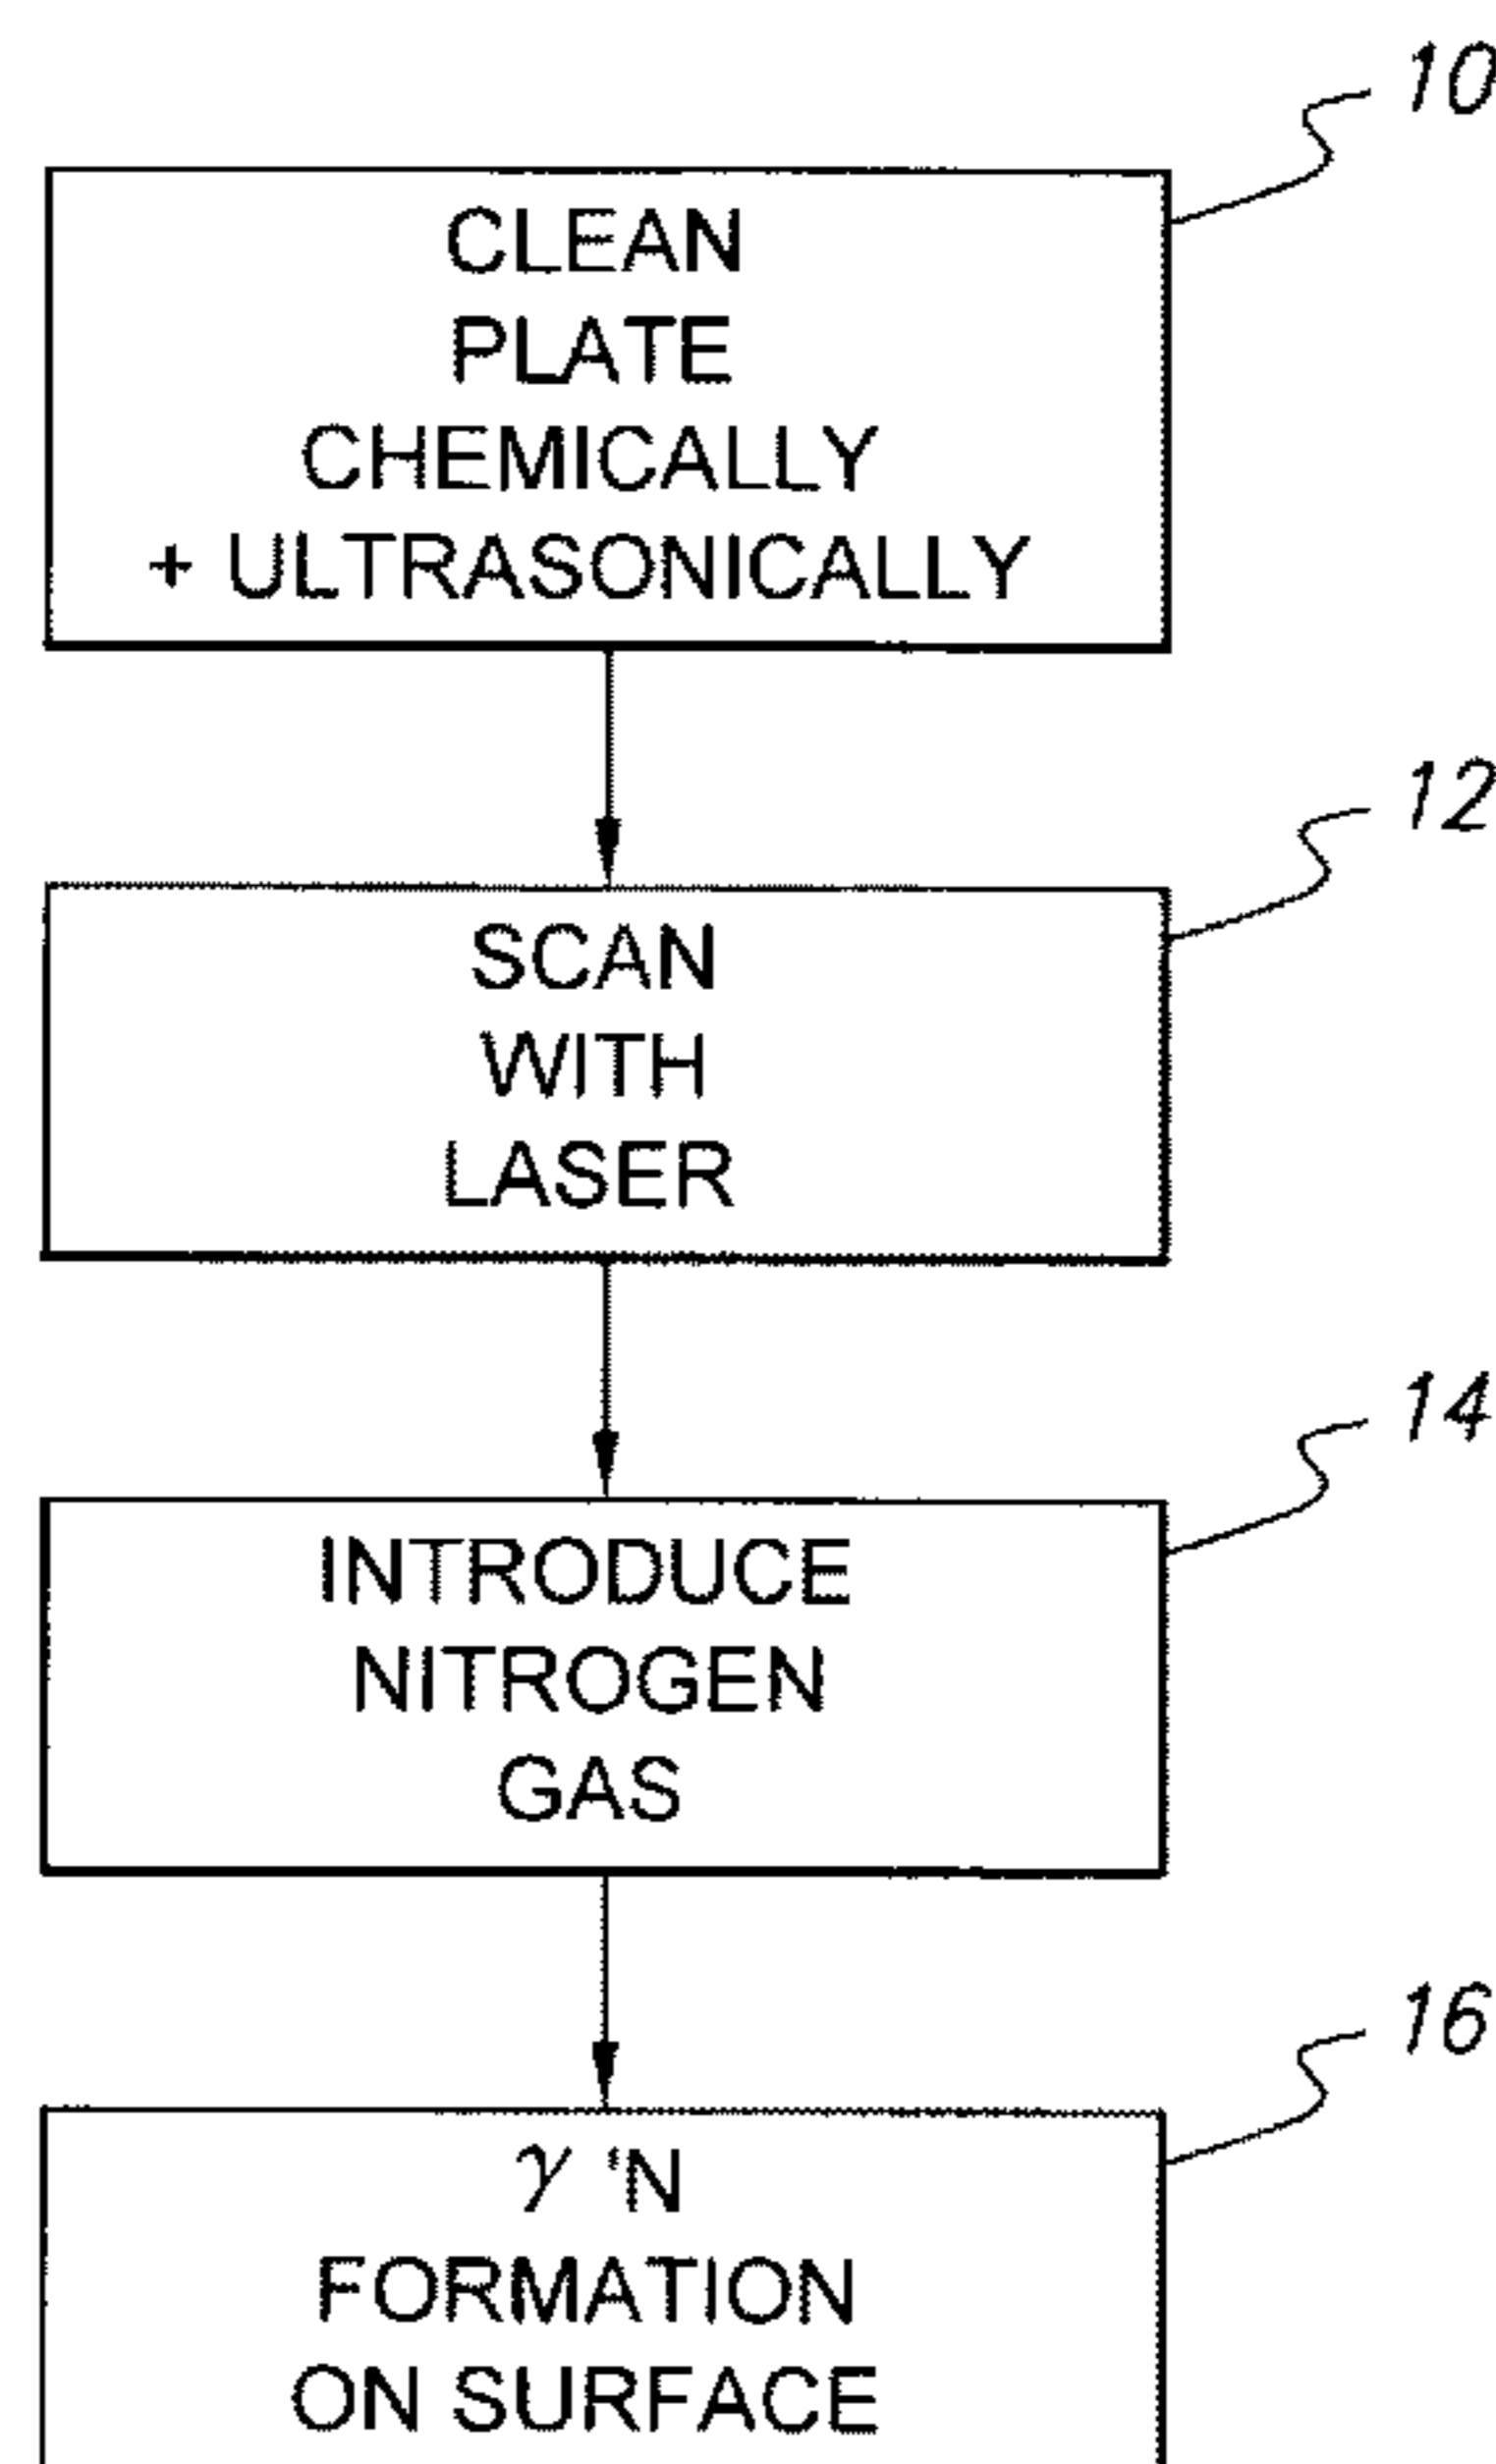 10
CLEAN
PLATE
CHEMICALLY
+ ULTRASONICALLY
12
SCAN
WITH
LASER
14
INTRODUCE
NITROGEN
GAS
16
γ 'N
FORMATION
ON SURFACE